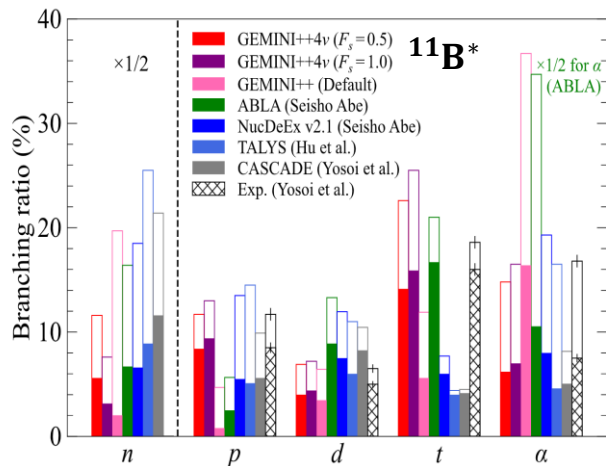 40
30
20
10
0
Branching ratio (%)
×1/2
GEMINI++4ν (Fₛ = 0.5)
GEMINI++4ν (Fₛ = 1.0)
GEMINI++ (Default)
ABLA (Seisho Abe)
NucDeEx v2.1 (Seisho Abe)
TALYS (Hu et al.)
CASCADE (Yosoi et al.)
Exp. (Yosoi et al.)
¹¹B*
×1/2 for α
(ABLA)
n p d t α